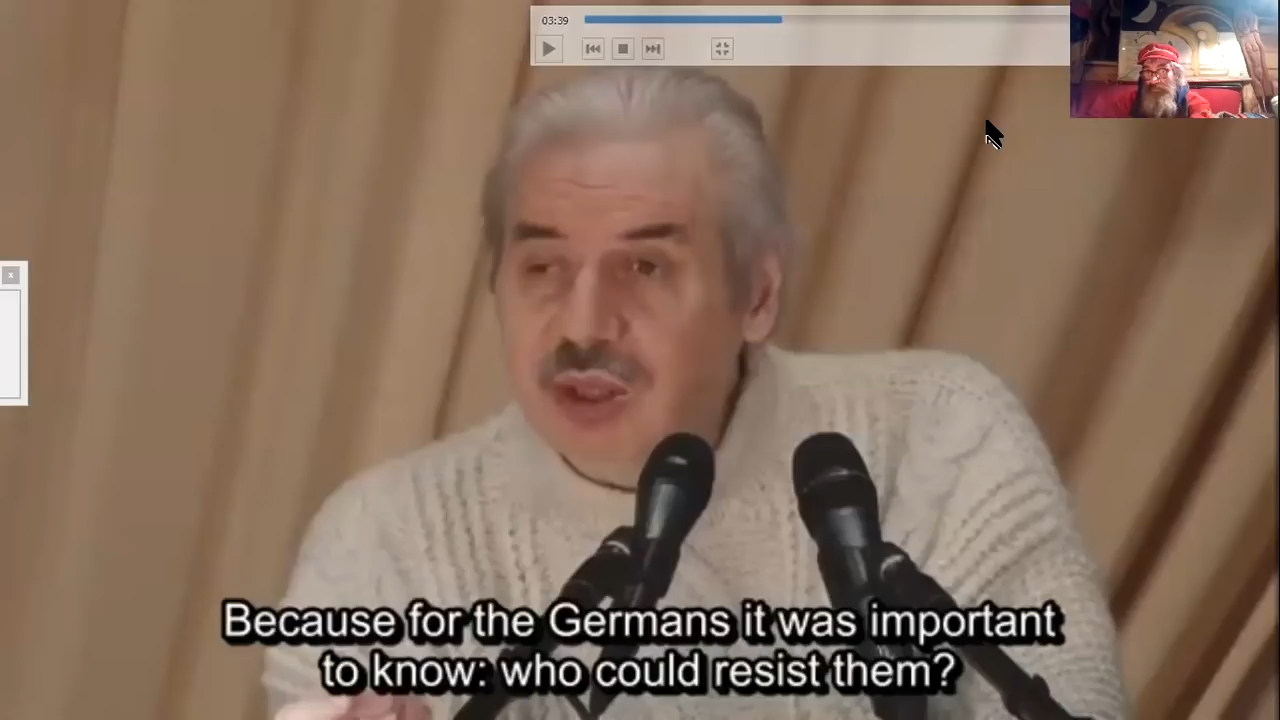 03:39
Because for the Germans it was important
to know: who could resist them?